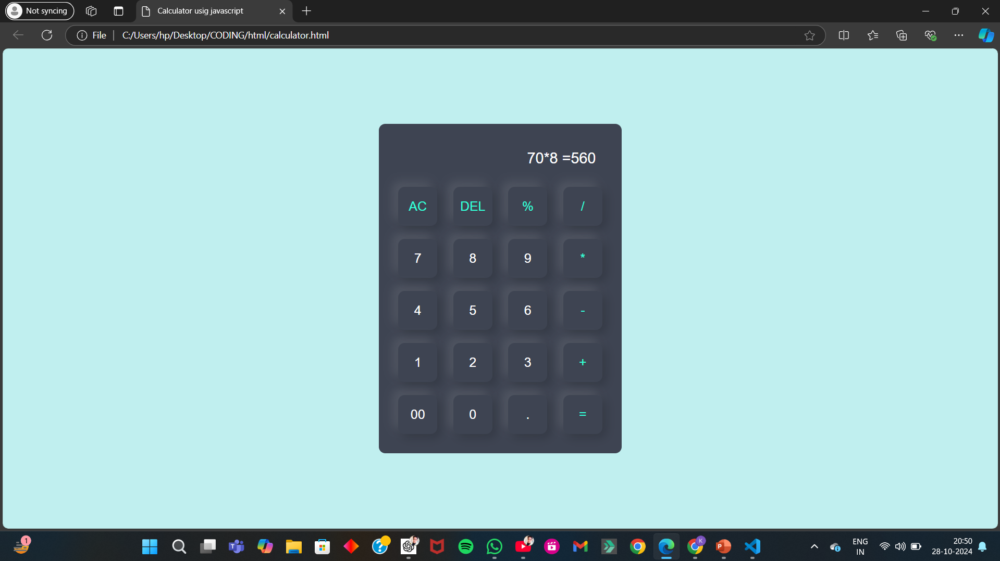 Not syncing
Calculator usig javascript
File
C:/Users/hp/Desktop/CODING/html/calculator.html
70*8 =560
AC DEL % /
7 8 9 *
4 5 6 -
1 2 3 +
00 0 . =
1
T
K
P
ENG
IN
20:50
28-10-2024